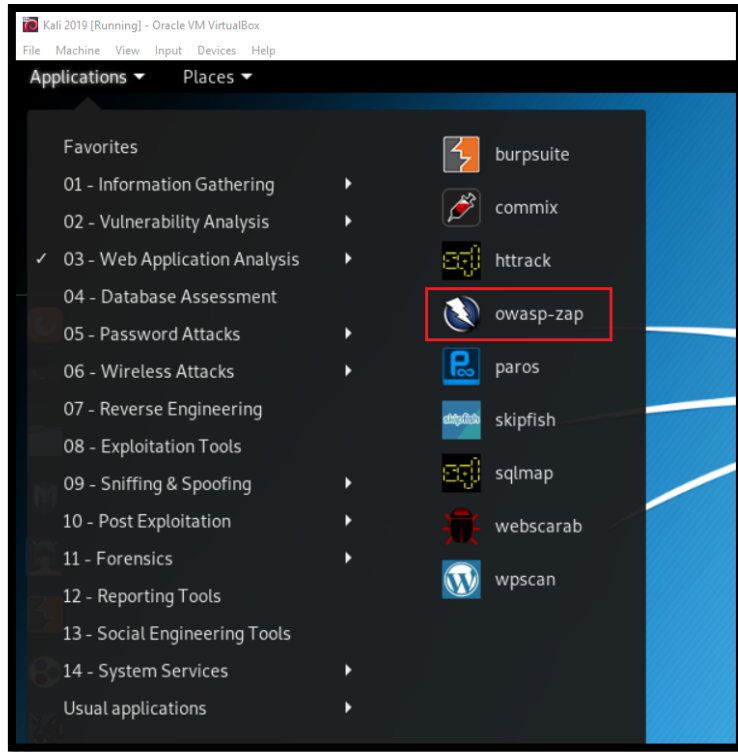 Kali 2019 [Running] - Oracle VM VirtualBox
File Machine View Input Devices Help
Applications Places
Favorites
01 - Information Gathering
02 - Vulnerability Analysis
✓ 03 - Web Application Analysis
04 - Database Assessment
05 - Password Attacks
06 - Wireless Attacks
07 - Reverse Engineering
08 - Exploitation Tools
09 - Sniffing & Spoofing
10 - Post Exploitation
11 - Forensics
12 - Reporting Tools
13 - Social Engineering Tools
14 - System Services
Usual applications
burpsuite
commix
httrack
owasp-zap
paros
skipfish
skipfish
sqlmap
webscarab
wpscan